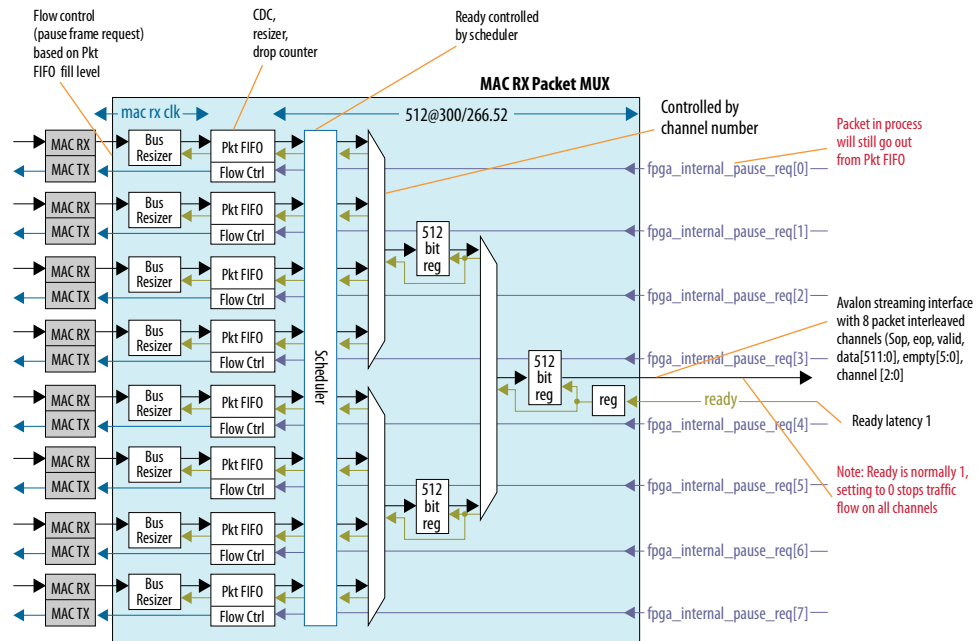 Flow control
(pause frame request)
based on Pkt
FIFO fill level
CDC,
resizer,
drop counter
Ready controlled
by scheduler
MAC RX Packet MUX
mac rx clk
512@300/266.52
Controlled by
channel number
Packet in process
will still go out
from Pkt FIFO
MAC RX
MAC TX
Bus
Resizer
Pkt FIFO
Flow Ctrl
fpga_internal_pause_req[0]
MAC RX
MAC TX
Bus
Resizer
Pkt FIFO
Flow Ctrl
fpga_internal_pause_req[1]
512
bit
reg
MAC RX
MAC TX
Bus
Resizer
Pkt FIFO
Flow Ctrl
fpga_internal_pause_req[2]
MAC RX
MAC TX
Bus
Resizer
Pkt FIFO
Flow Ctrl
fpga_internal_pause_req[3]
Scheduler
512
bit
reg
reg
ready
Avalon streaming interface
with 8 packet interleaved
channels (Sop, eop, valid,
data[511:0], empty[5:0],
channel [2:0]
Ready latency 1
MAC RX
MAC TX
Bus
Resizer
Pkt FIFO
Flow Ctrl
fpga_internal_pause_req[4]
MAC RX
MAC TX
Bus
Resizer
Pkt FIFO
Flow Ctrl
fpga_internal_pause_req[5]
Note: Ready is normally 1,
setting to 0 stops traffic
flow on all channels
512
bit
reg
MAC RX
MAC TX
Bus
Resizer
Pkt FIFO
Flow Ctrl
fpga_internal_pause_req[6]
MAC RX
MAC TX
Bus
Resizer
Pkt FIFO
Flow Ctrl
fpga_internal_pause_req[7]